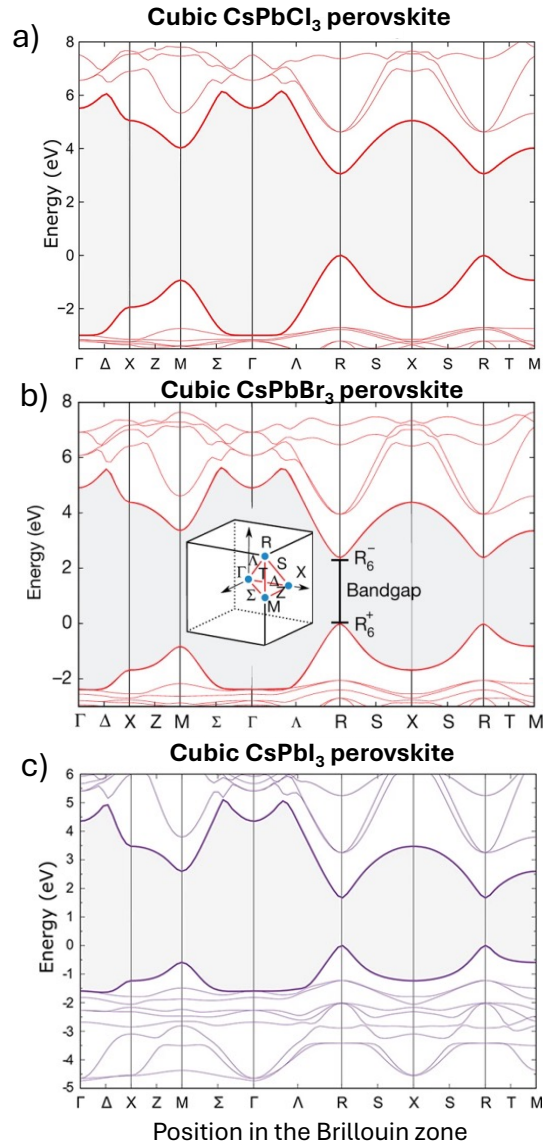 Cubic CsPbCl₃ perovskite
a)
8
6
4
2
0
−2
Energy (eV)
Γ Δ X Z M Σ Γ Λ R S X S R T M
Cubic CsPbBr₃ perovskite
b)
8
6
4
2
0
−2
Energy (eV)
R
Λ S
Γ T X
Δ
Σ Z
M
R₆⁻
Bandgap
R₆⁺
Γ Δ X Z M Σ Γ Λ R S X S R T M
Cubic CsPbI₃ perovskite
c)
6
5
4
3
2
1
0
-1
-2
-3
-4
-5
Energy (eV)
Γ Δ X Z M Σ Γ Λ R S X S R T M
Position in the Brillouin zone